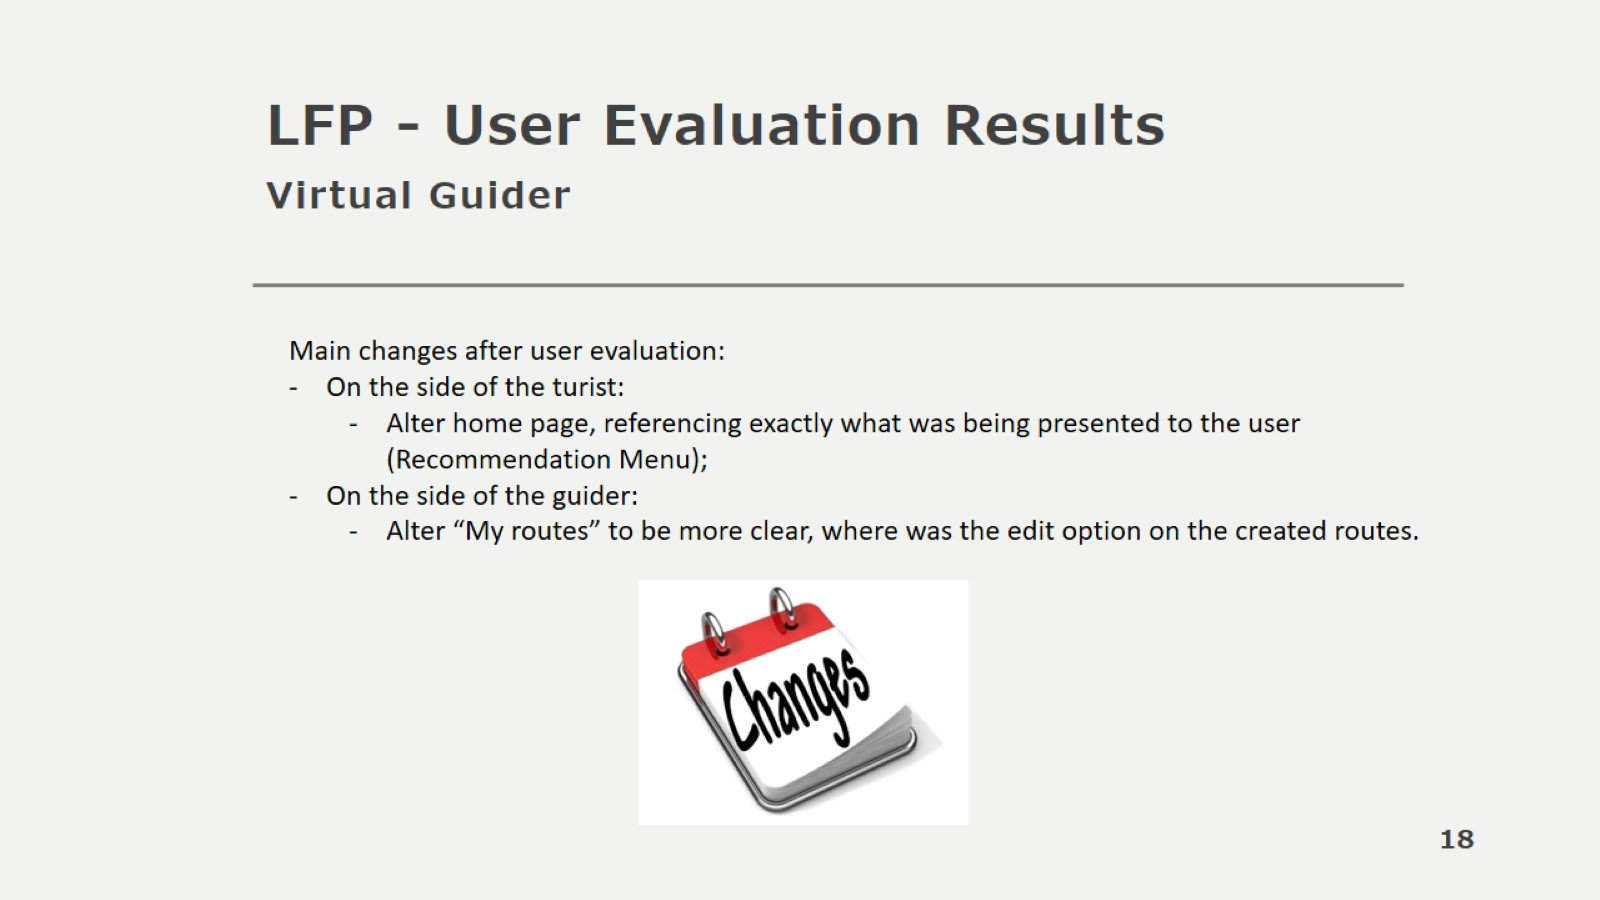 LFP - User Evaluation Results
Virtual Guider
Main changes after user evaluation:
- On the side of the turist:
- Alter home page, referencing exactly what was being presented to the user
(Recommendation Menu);
- On the side of the guider:
- Alter “My routes” to be more clear, where was the edit option on the created routes.
Changes
18